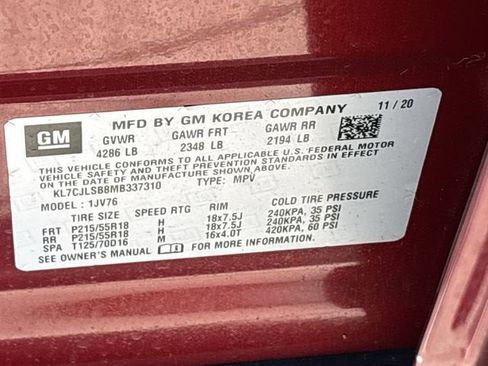 GM
MFD BY GM KOREA COMPANY 11 / 20
GVWR GAWR FRT GAWR RR
4286 LB 2348 LB 2194 LB
THIS VEHICLE CONFORMS TO ALL APPLICABLE U.S. FEDERAL MOTOR
VEHICLE SAFETY AND THEFT PREVENTION STANDARDS IN EFFECT
ON THE DATE OF MANUFACTURE SHOWN ABOVE.
KL7CJLSB8MB337310 TYPE: MPV
MODEL : 1JV76
TIRE SIZE SPEED RTG RIM COLD TIRE PRESSURE
FRT P215/55R18 H 18x7.5J 240KPA, 35 PSI
RR P215/55R18 H 18x7.5J 240KPA, 35 PSI
SPA T125/70D16 M 16x4.0T 420KPA, 60 PSI
SEE OWNER'S MANUAL FOR MORE INFORMATION.